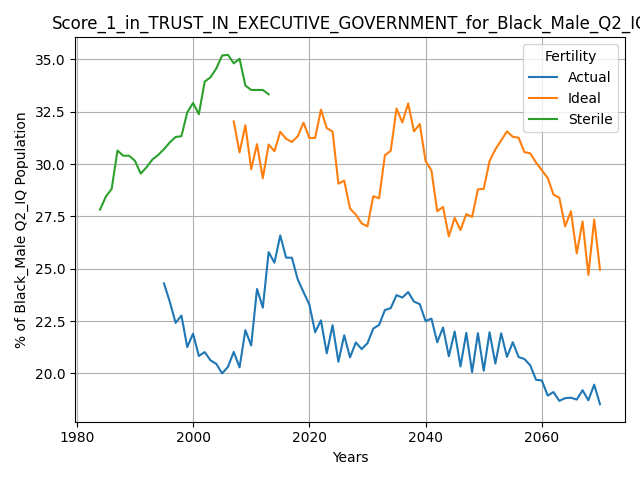 Score_1_in_TRUST_IN_EXECUTIVE_GOVERNMENT_for_Black_Male_Q2_IQ
Fertility
Actual
Ideal
Sterile
% of Black_Male Q2_IQ Population
35.0
32.5
30.0
27.5
25.0
22.5
20.0
1980
2000
2020
2040
2060
Years